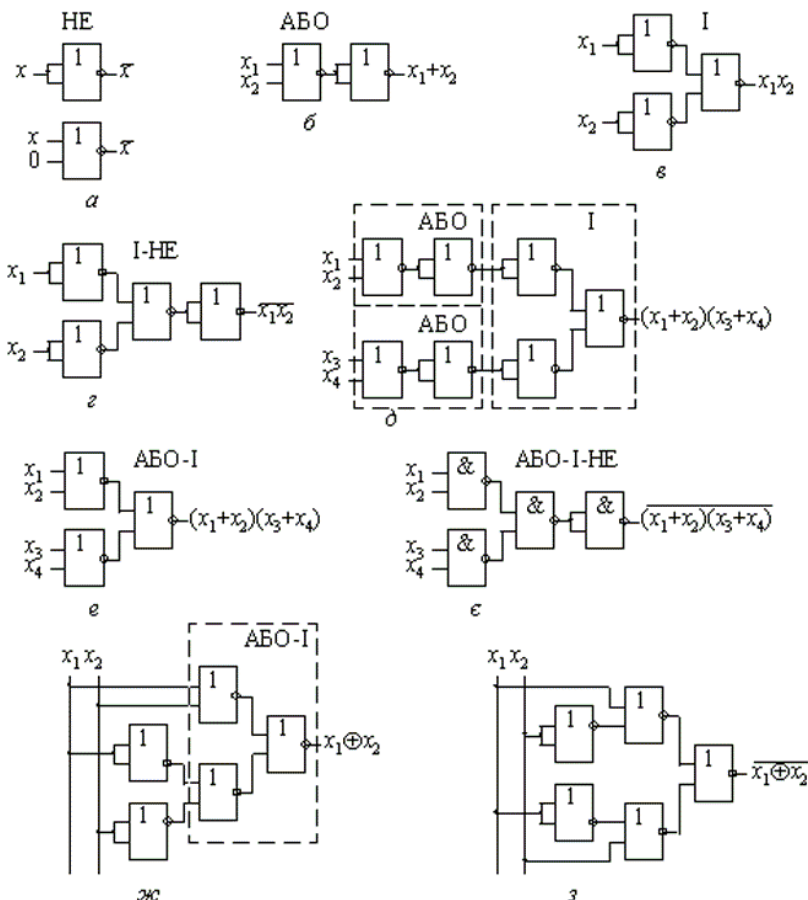 НЕ
x 1 x̅
x 1 x̅
0
а
АБО
x₁ 1 1 x₁+x₂
x₂
б
I
x₁ 1
1 x₁x₂
x₂ 1
в
I-НЕ
x₁ 1
1 1 x̅₁x̅₂̅
x₂ 1
г
АБО I
x₁ 1 1 1
x₂
1 (x₁+x₂)(x₃+x₄)
АБО
x₃ 1 1 1
x₄
д
АБО-I
x₁ 1
x₂
1 (x₁+x₂)(x₃+x₄)
x₃ 1
x₄
е
АБО-I-НЕ
x₁ &
x₂
& & \overline{(x₁+x₂)(x₃+x₄)}
x₃ &
x₄
є
АБО-I
x₁ x₂
1
1 x₁⊕x₂
1 1
1
ж
x₁ x₂
1 1
1 \overline{x₁⊕x₂}
1 1
з